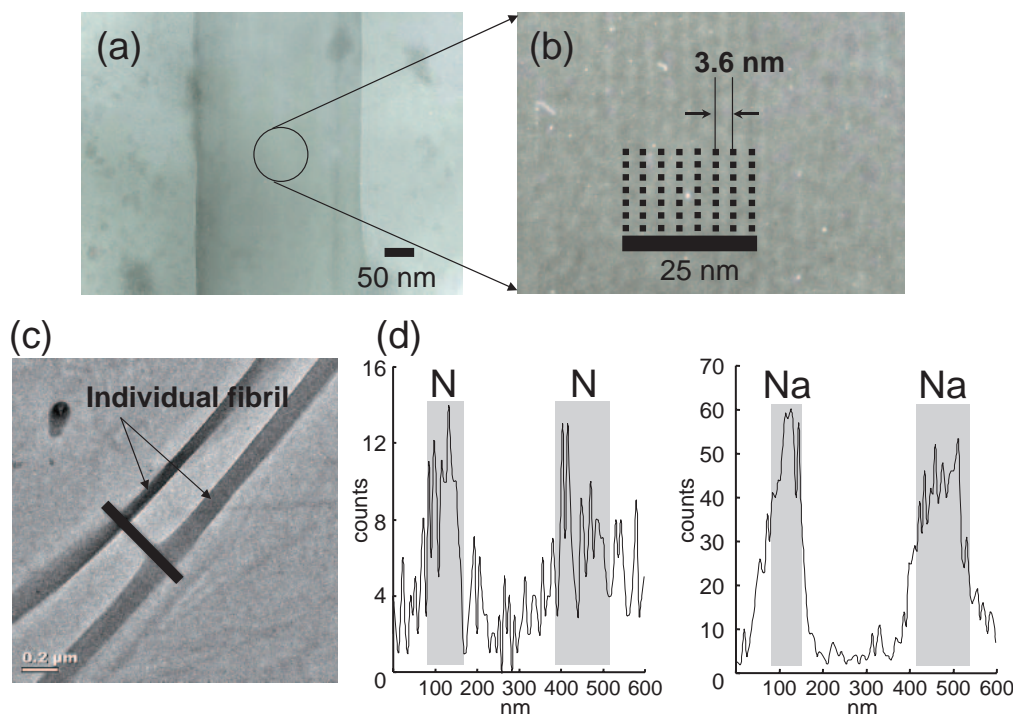 (a)
50 nm
(b)
3.6 nm
25 nm
(c)
Individual fibril
0.2 µm
(d)
N N
16
12
8
4
0
counts
100 200 300 400 500 600
nm
Na Na
70
60
50
40
30
20
10
0
counts
100 200 300 400 500 600
nm